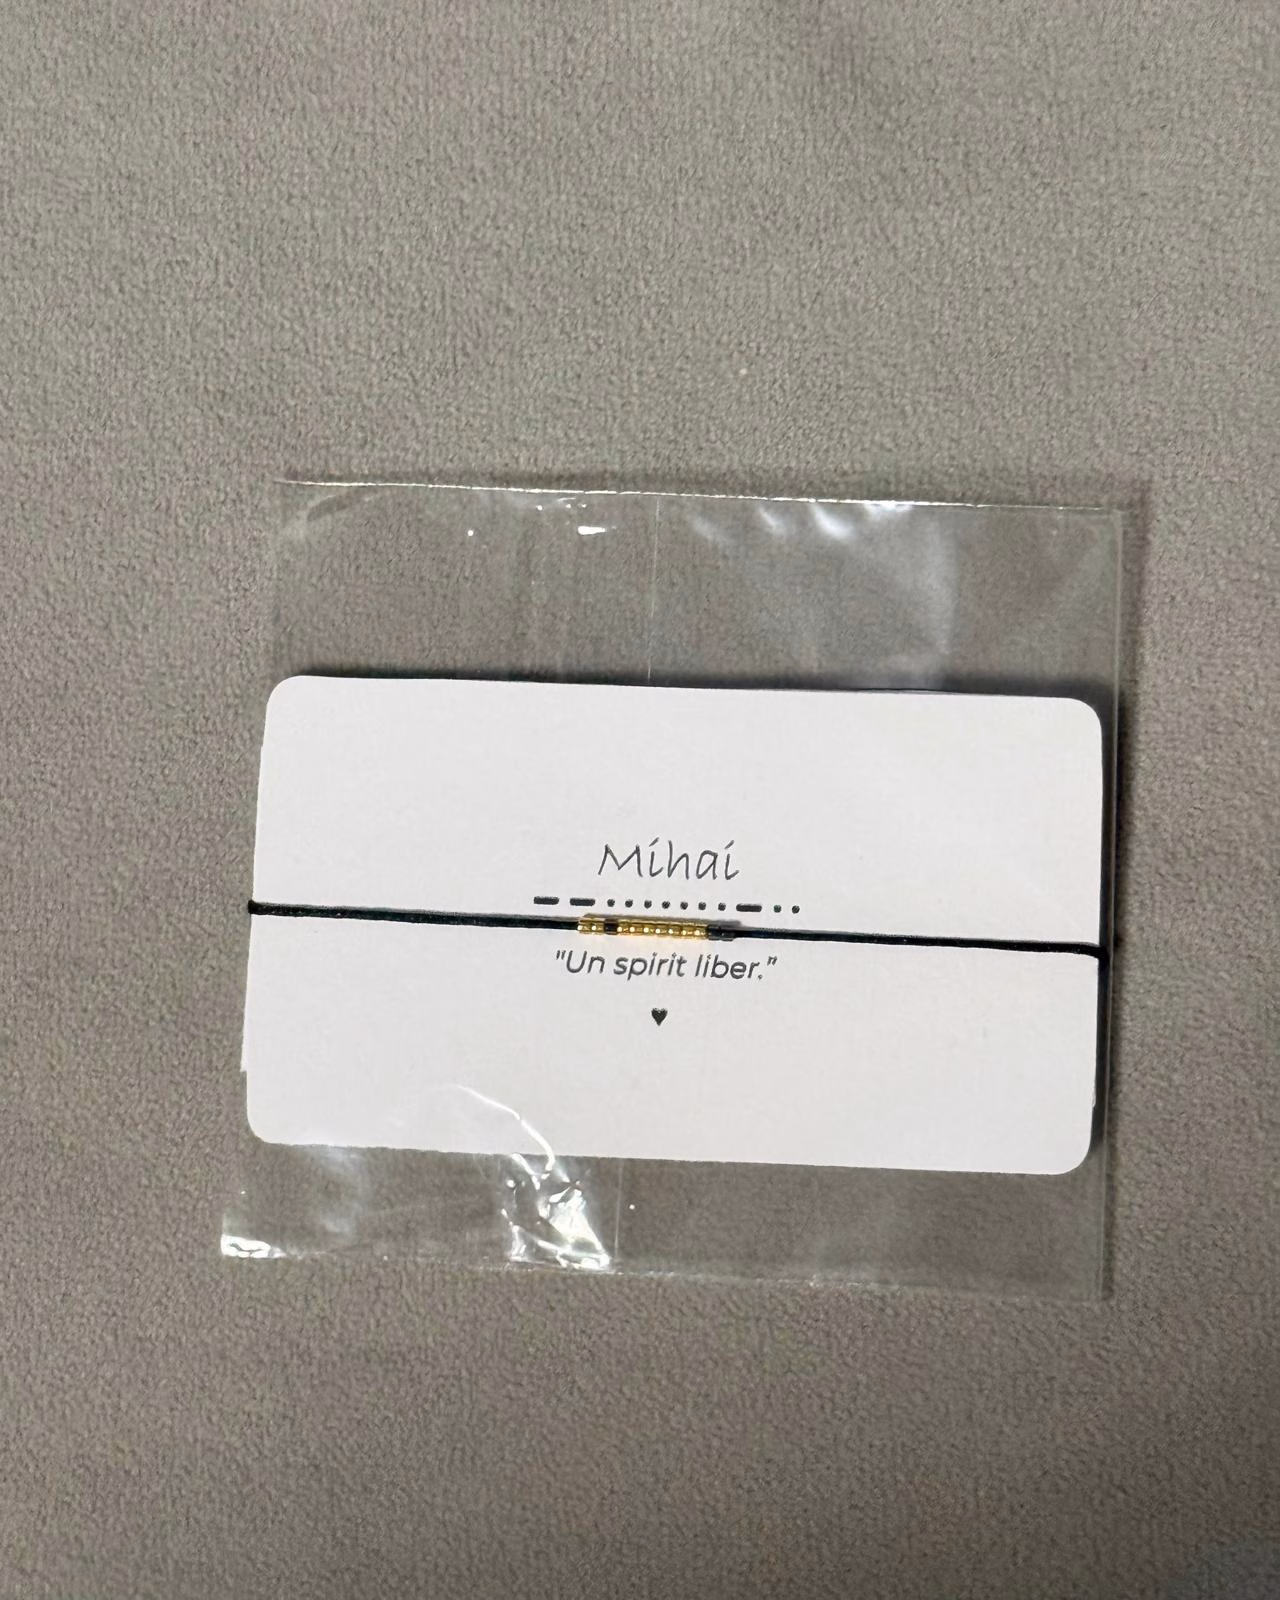 Mihai
— — . . . . . . . — . .
"Un spirit liber."
♥